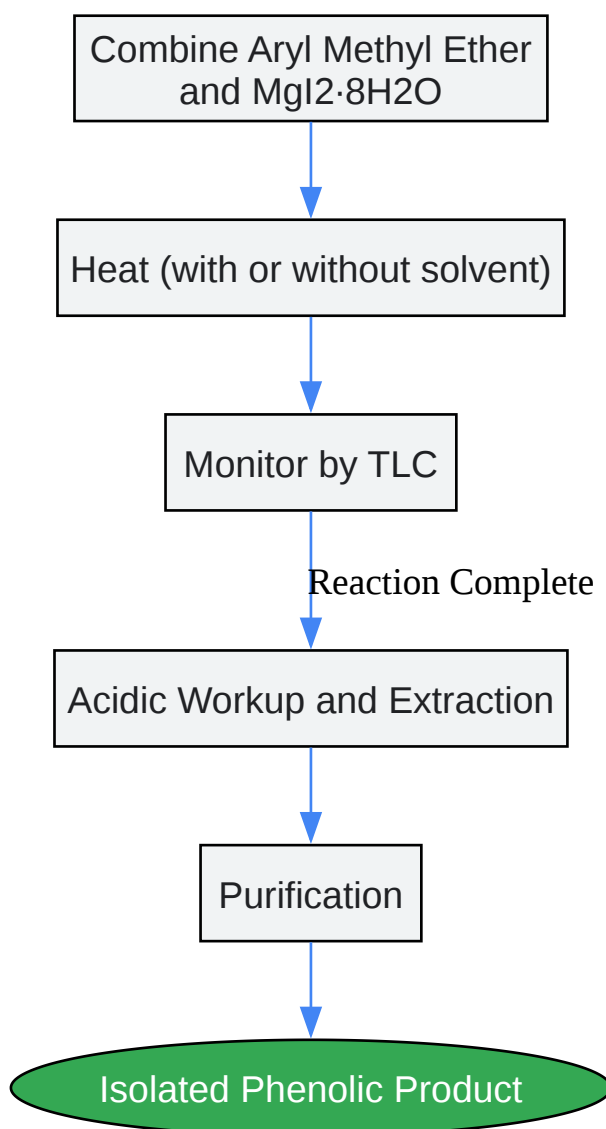 Combine Aryl Methyl Ether
and MgI2·8H2O
Heat (with or without solvent)
Monitor by TLC
Reaction Complete
Acidic Workup and Extraction
Purification
Isolated Phenolic Product